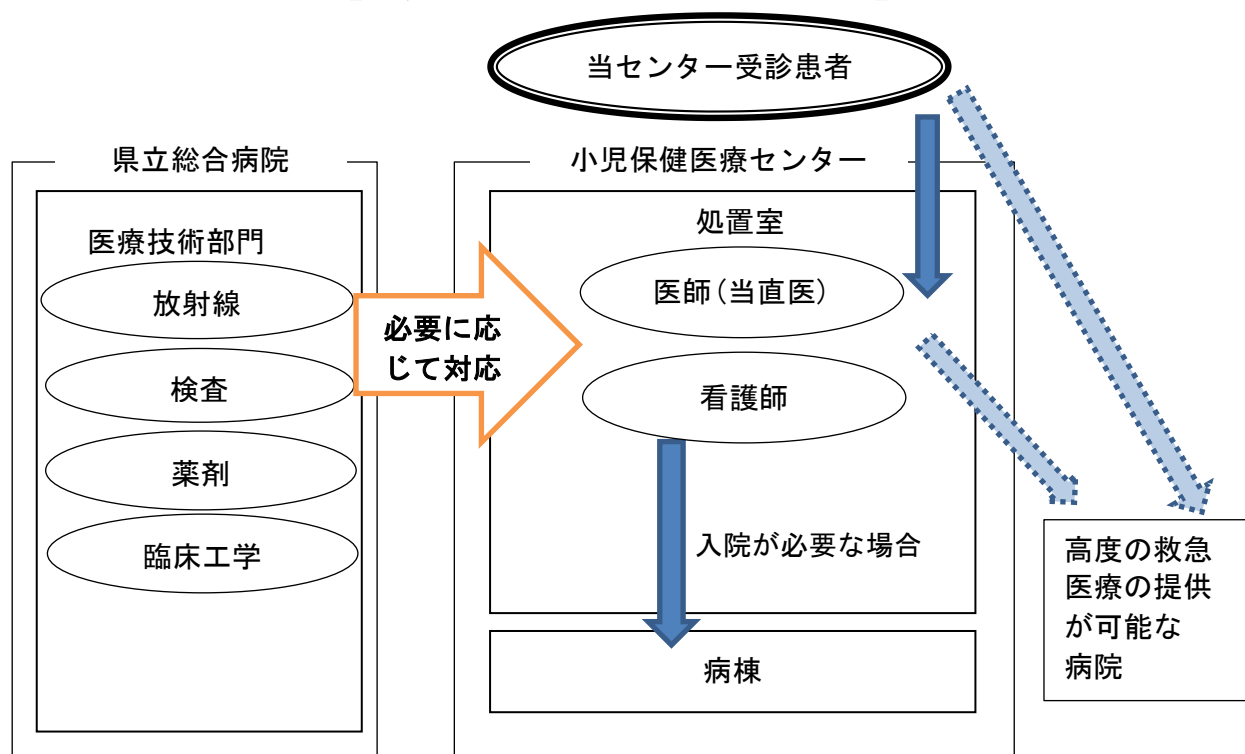 当センター受診患者
県立総合病院
医療技術部門
放射線
検査
薬剤
臨床工学
必要に応
じて対応
小児保健医療センター
処置室
医師(当直医)
看護師
入院が必要な場合
病棟
高度の救急
医療の提供
が可能な
病院